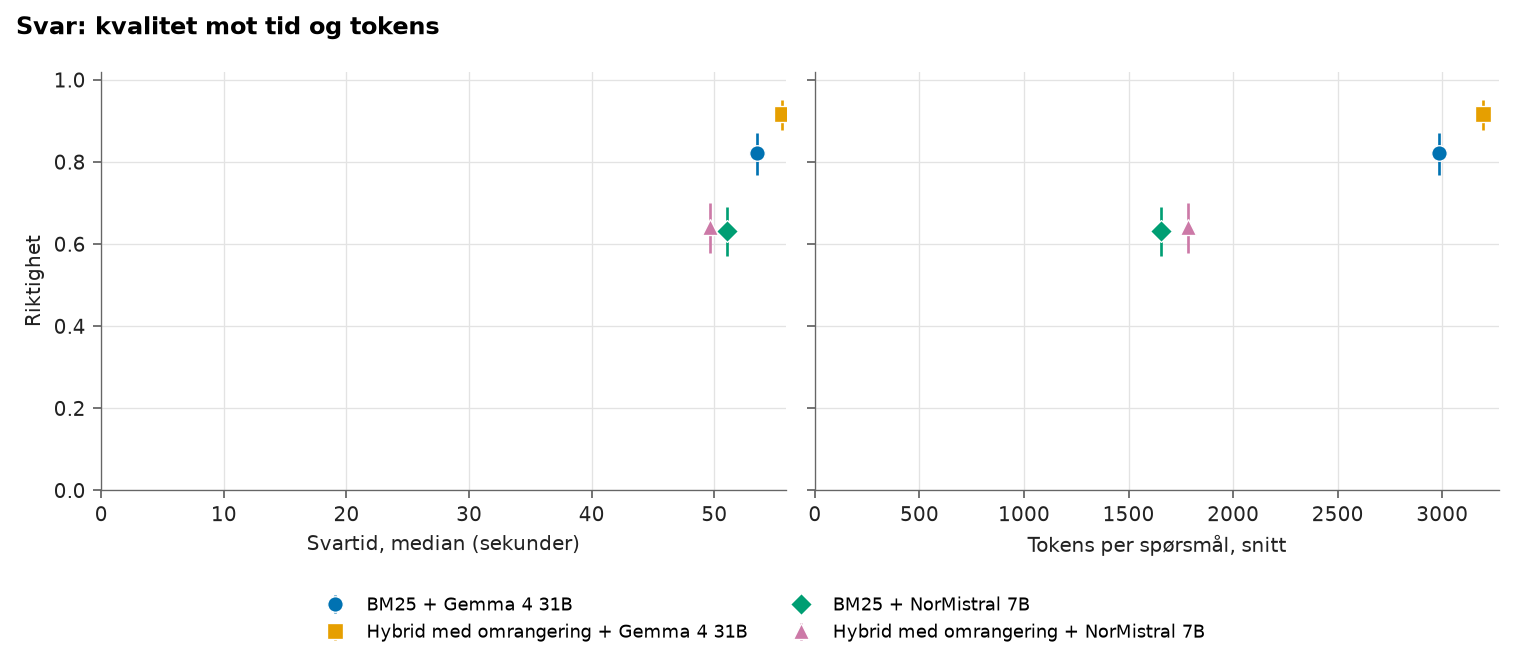 Svar: kvalitet mot tid og tokens
1.0
0.8
0.6
0.4
0.2
0.0
Riktighet
0 10 20 30 40 50
Svartid, median (sekunder)
0 500 1000 1500 2000 2500 3000
Tokens per spørsmål, snitt
BM25 + Gemma 4 31B
Hybrid med omrangering + Gemma 4 31B
BM25 + NorMistral 7B
Hybrid med omrangering + NorMistral 7B